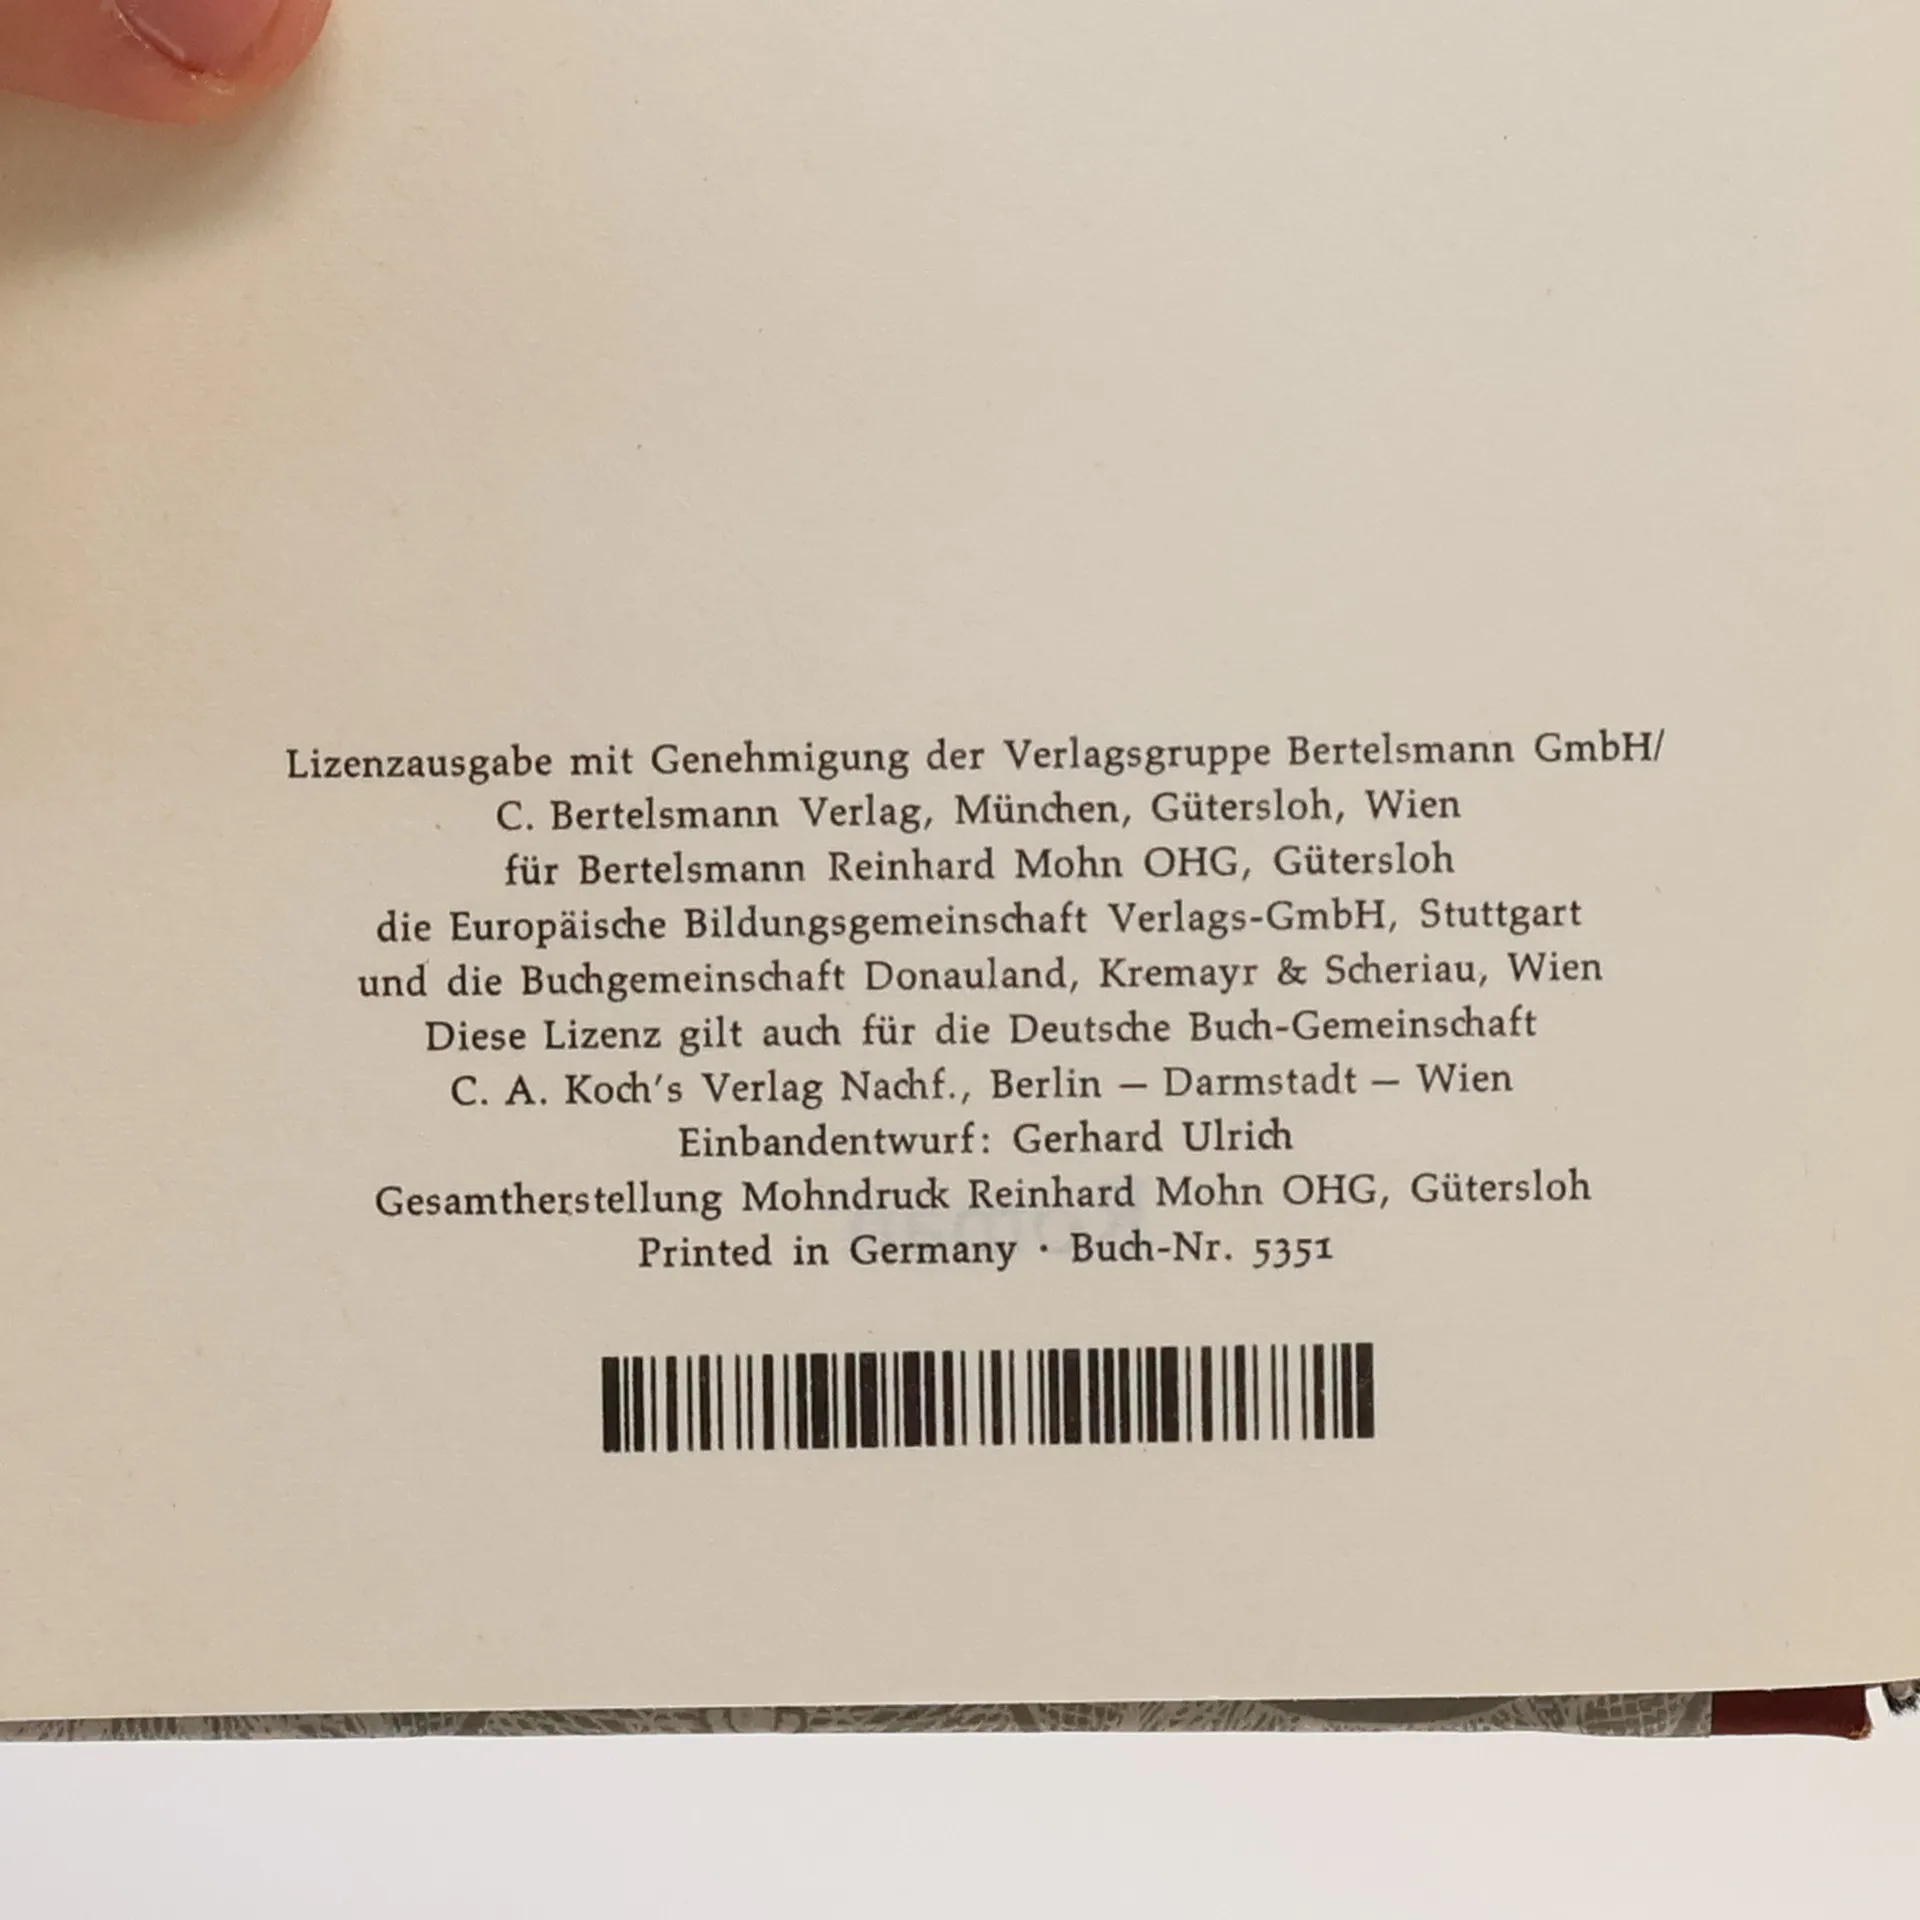 Lizenzausgabe mit Genehmigung der Verlagsgruppe Bertelsmann GmbH/
C. Bertelsmann Verlag, München, Gütersloh, Wien
für Bertelsmann Reinhard Mohn OHG, Gütersloh
die Europäische Bildungsgemeinschaft Verlags-GmbH, Stuttgart
und die Buchgemeinschaft Donauland, Kremayr & Scheriau, Wien
Diese Lizenz gilt auch für die Deutsche Buch-Gemeinschaft
C. A. Koch's Verlag Nachf., Berlin – Darmstadt – Wien
Einbandentwurf: Gerhard Ulrich
Gesamtherstellung Mohndruck Reinhard Mohn OHG, Gütersloh
Printed in Germany · Buch-Nr. 5351